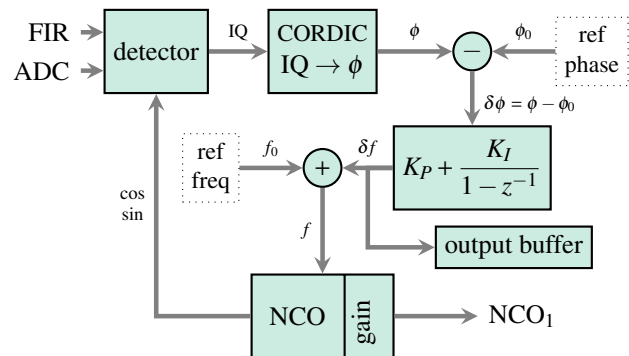 FIR
ADC
detector
IQ
CORDIC
IQ → ϕ
ϕ
−
ϕ₀
ref
phase
δϕ = ϕ − ϕ₀
ref
freq
f₀
+
δf
K_P + K_I / (1 − z⁻¹)
cos
sin
f
output buffer
NCO
gain
NCO₁